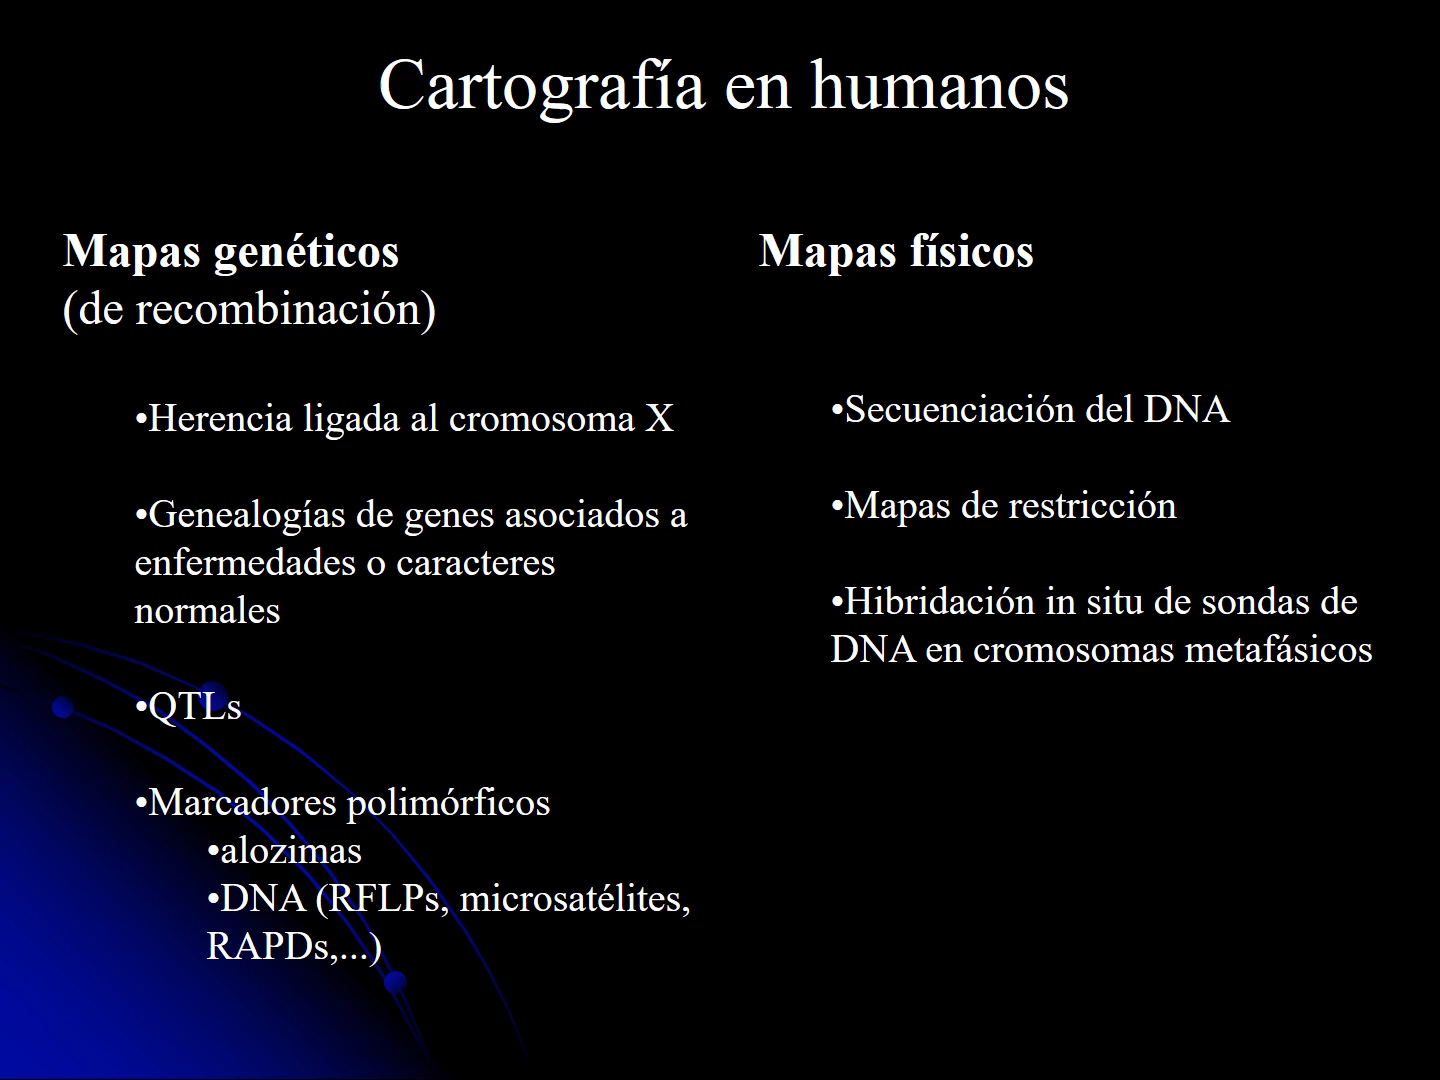 Cartografía en humanos
Mapas genéticos
(de recombinación)
•Herencia ligada al cromosoma X
•Genealogías de genes asociados a
enfermedades o caracteres
normales
•QTLs
•Marcadores polimórficos
•alozimas
•DNA (RFLPs, microsatélites,
RAPDs,...)
Mapas físicos
•Secuenciación del DNA
•Mapas de restricción
•Hibridación in situ de sondas de
DNA en cromosomas metafásicos